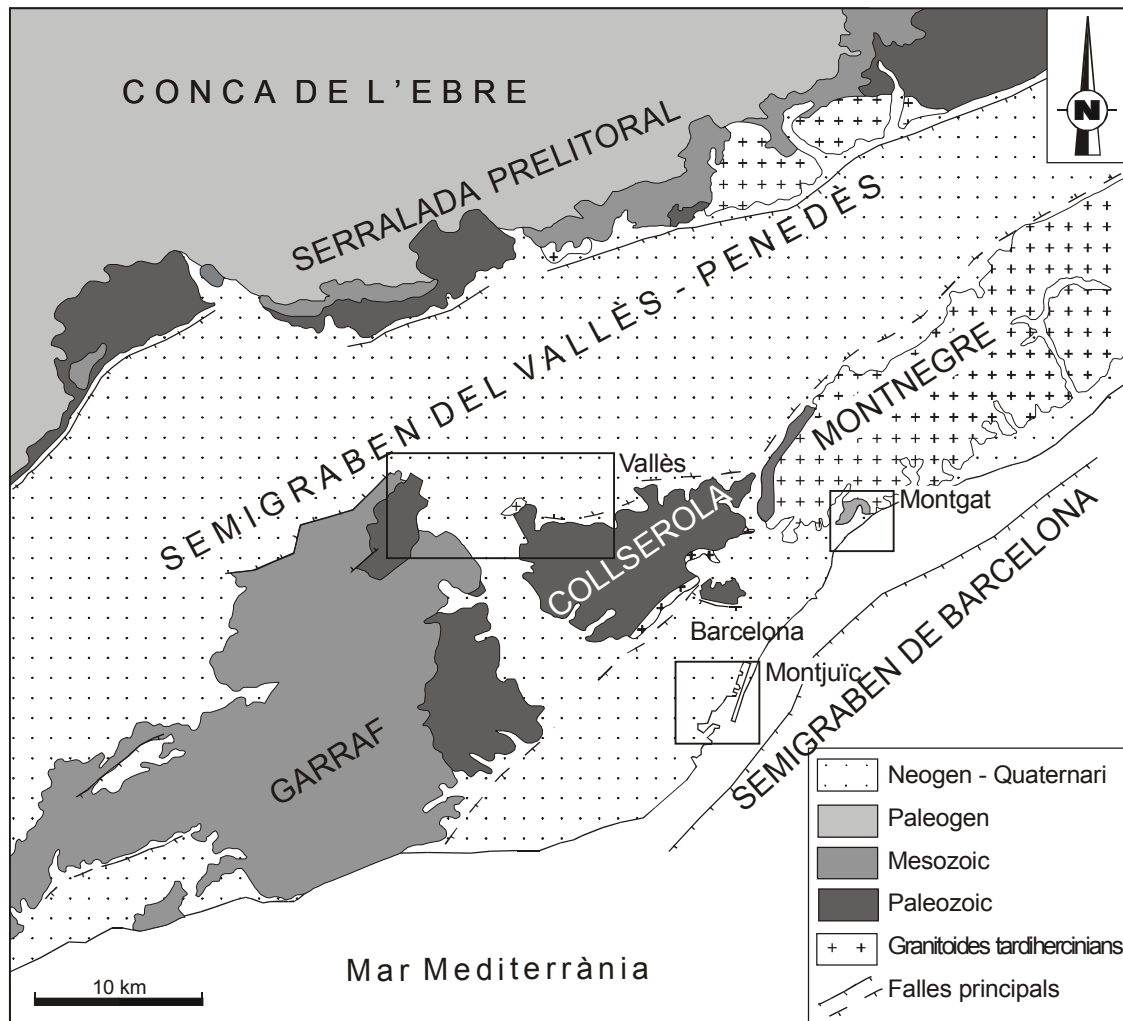 CONCA DE L'EBRE
N
SERRALADA PRELITORAL
SEMIGRABEN DEL VALLÈS - PENEDÈS
MONTNEGRE
Vallès
COLLSEROLA
Montgat
SEMIGRABEN DE BARCELONA
Barcelona
Montjuïc
GARRAF
Mar Mediterrània
10 km
Neogen - Quaternari
Paleogen
Mesozoic
Paleozoic
Granitoides tardihercinians
Falles principals